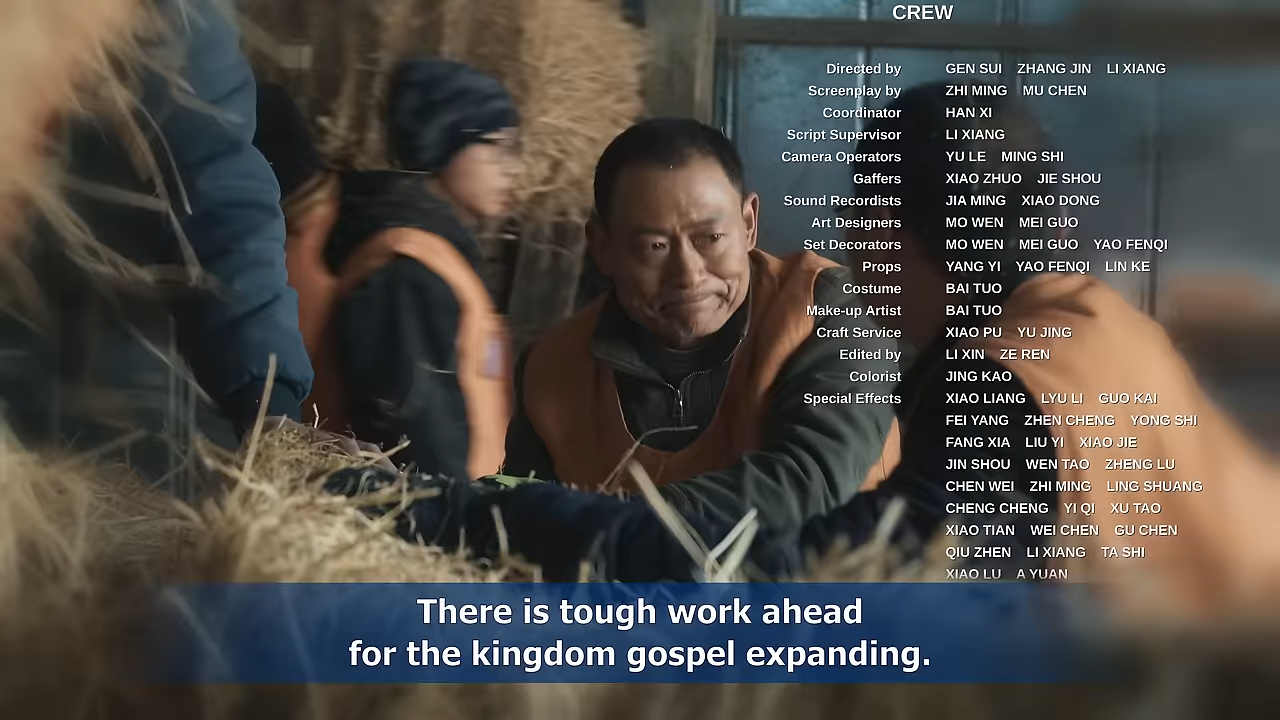 CREW
Directed by GEN SUI ZHANG JIN LI XIANG
Screenplay by ZHI MING MU CHEN
Coordinator HAN XI
Script Supervisor LI XIANG
Camera Operators YU LE MING SHI
Gaffers XIAO ZHUO JIE SHOU
Sound Recordists JIA MING XIAO DONG
Art Designers MO WEN MEI GUO
Set Decorators MO WEN MEI GUO YAO FENQI
Props YANG YI YAO FENQI LIN KE
Costume BAI TUO
Make-up Artist BAI TUO
Craft Service XIAO PU YU JING
Edited by LI XIN ZE REN
Colorist JING KAO
Special Effects XIAO LIANG LYU LI GUO KAI
FEI YANG ZHEN CHENG YONG SHI
FANG XIA LIU YI XIAO JIE
JIN SHOU WEN TAO ZHENG LU
CHEN WEI ZHI MING LING SHUANG
CHENG CHENG YI QI XU TAO
XIAO TIAN WEI CHEN GU CHEN
QIU ZHEN LI XIANG TA SHI
XIAO LU A YUAN
There is tough work ahead
for the kingdom gospel expanding.